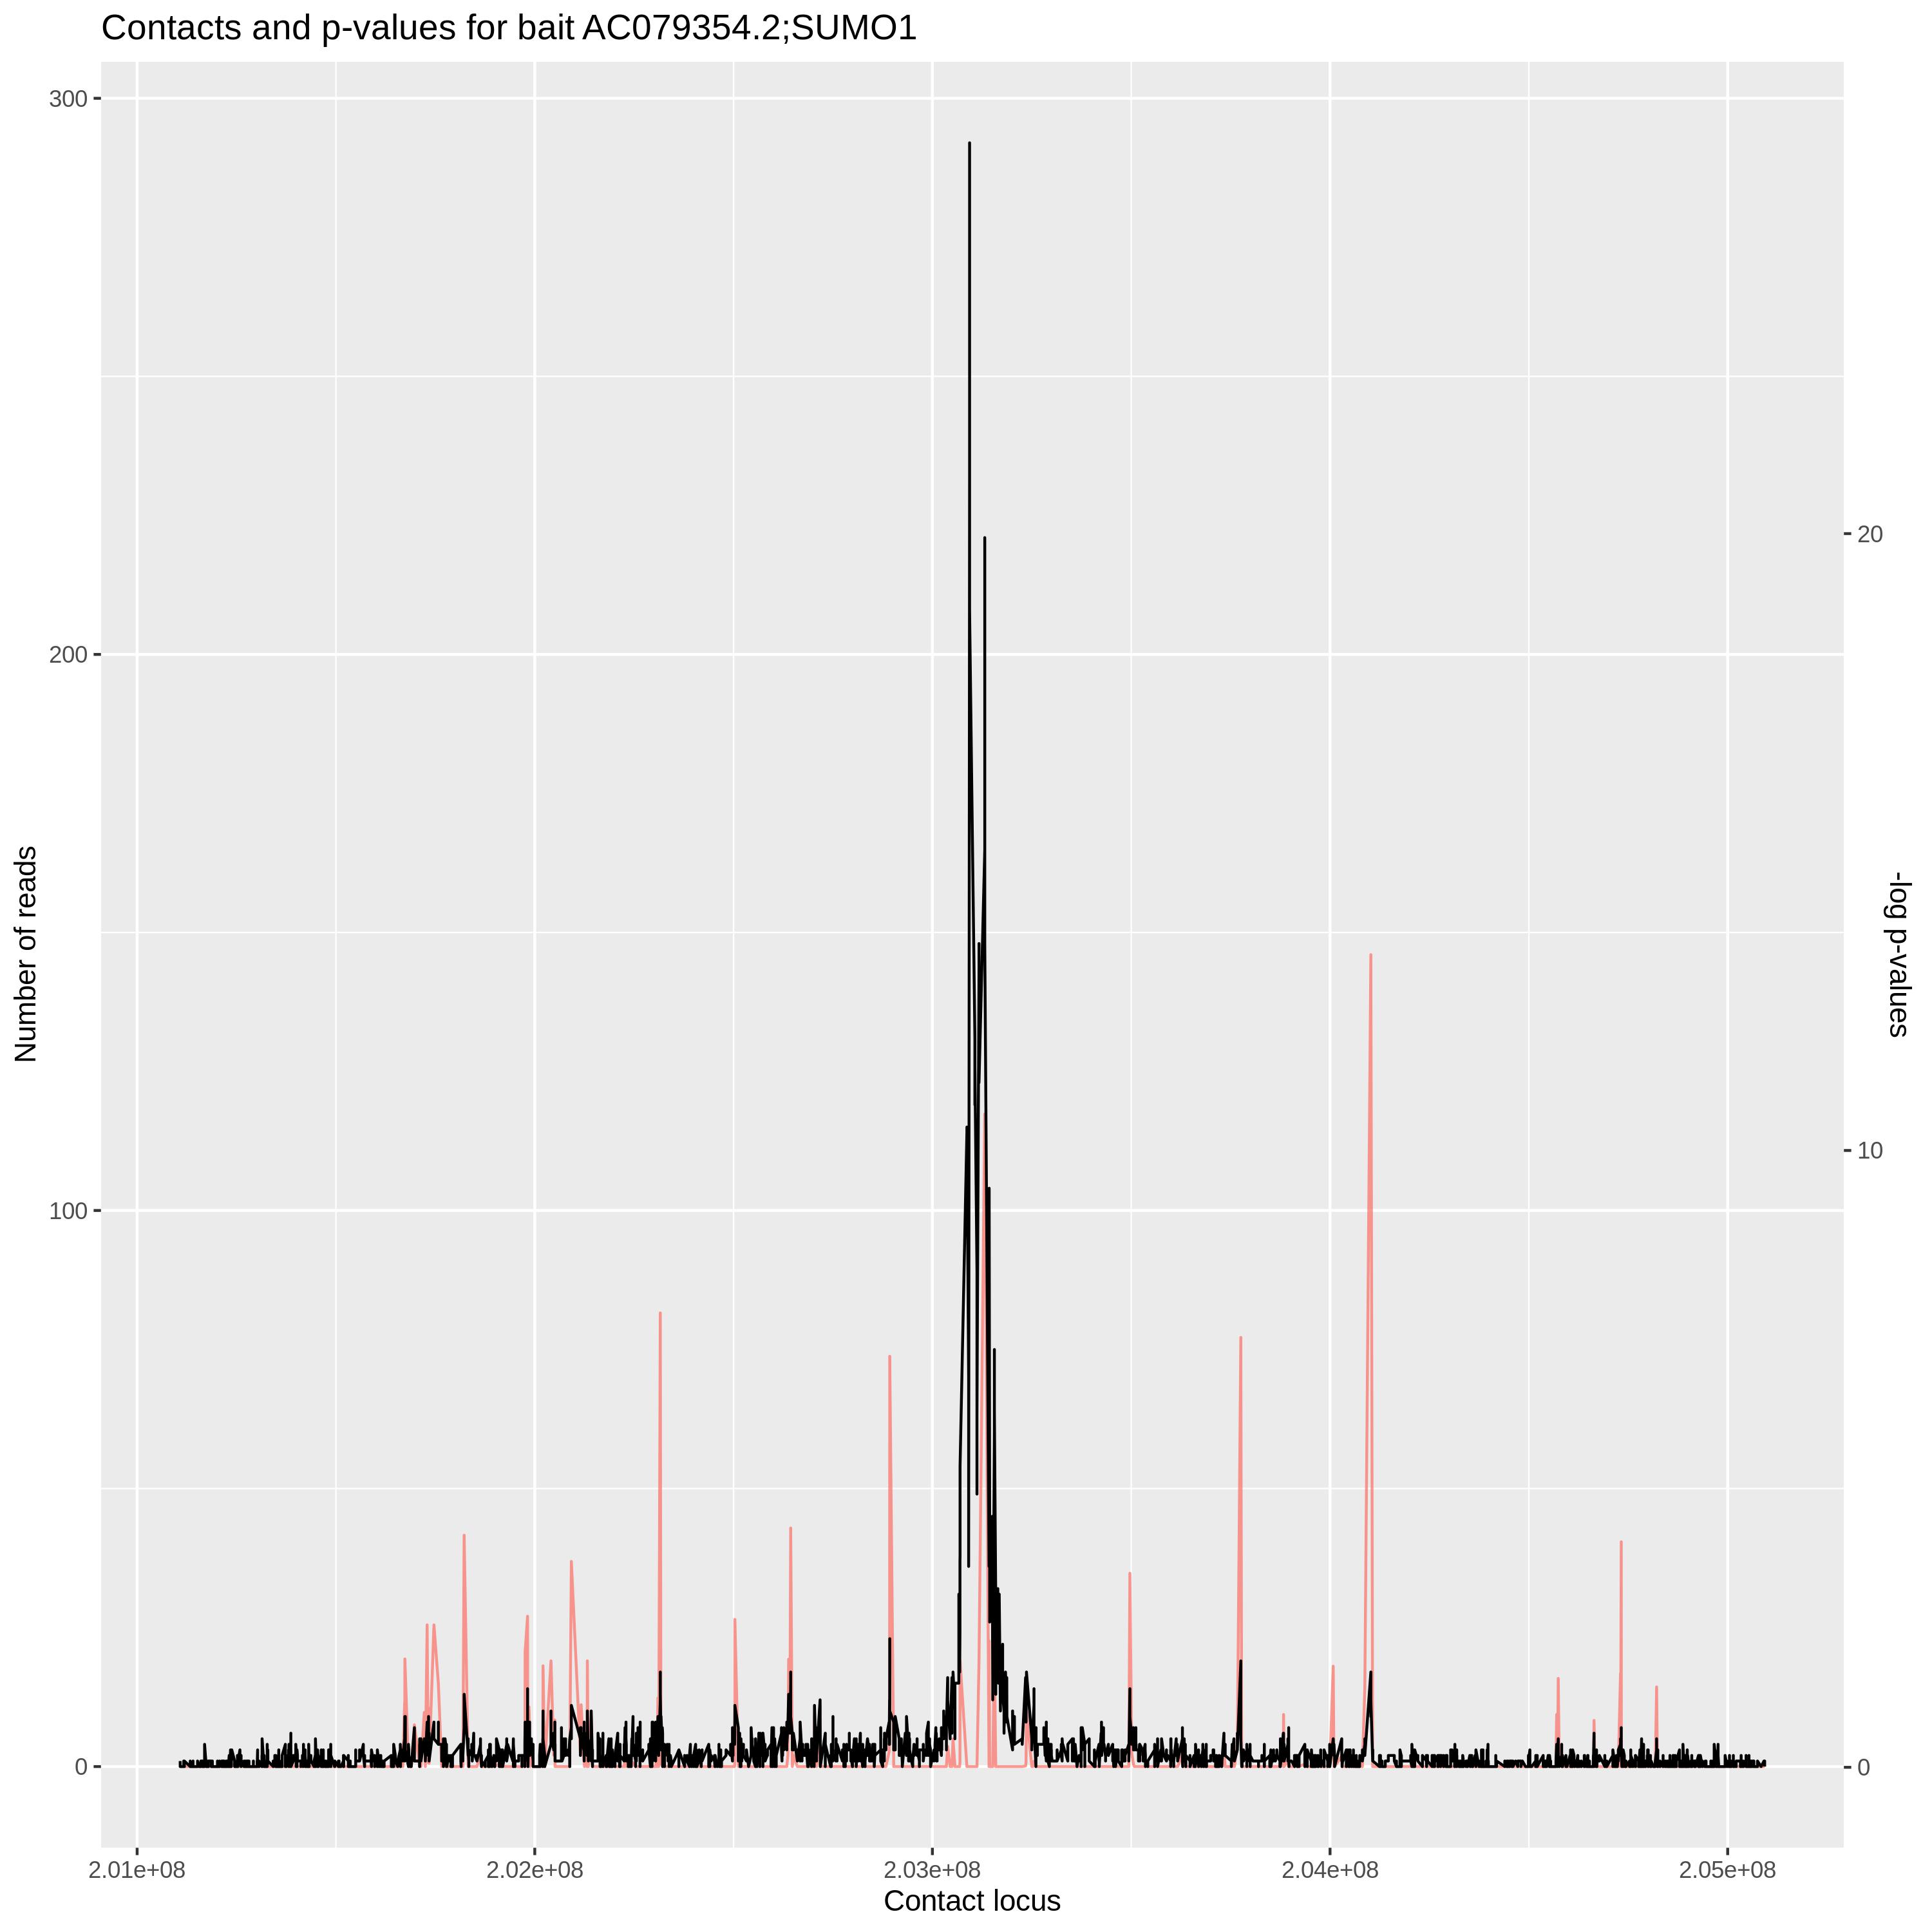 Contacts and p-values for bait AC079354.2;SUMO1
300
200
100
0
Number of reads
20
10
0
-log p-values
2.01e+08 2.02e+08 2.03e+08 2.04e+08 2.05e+08
Contact locus